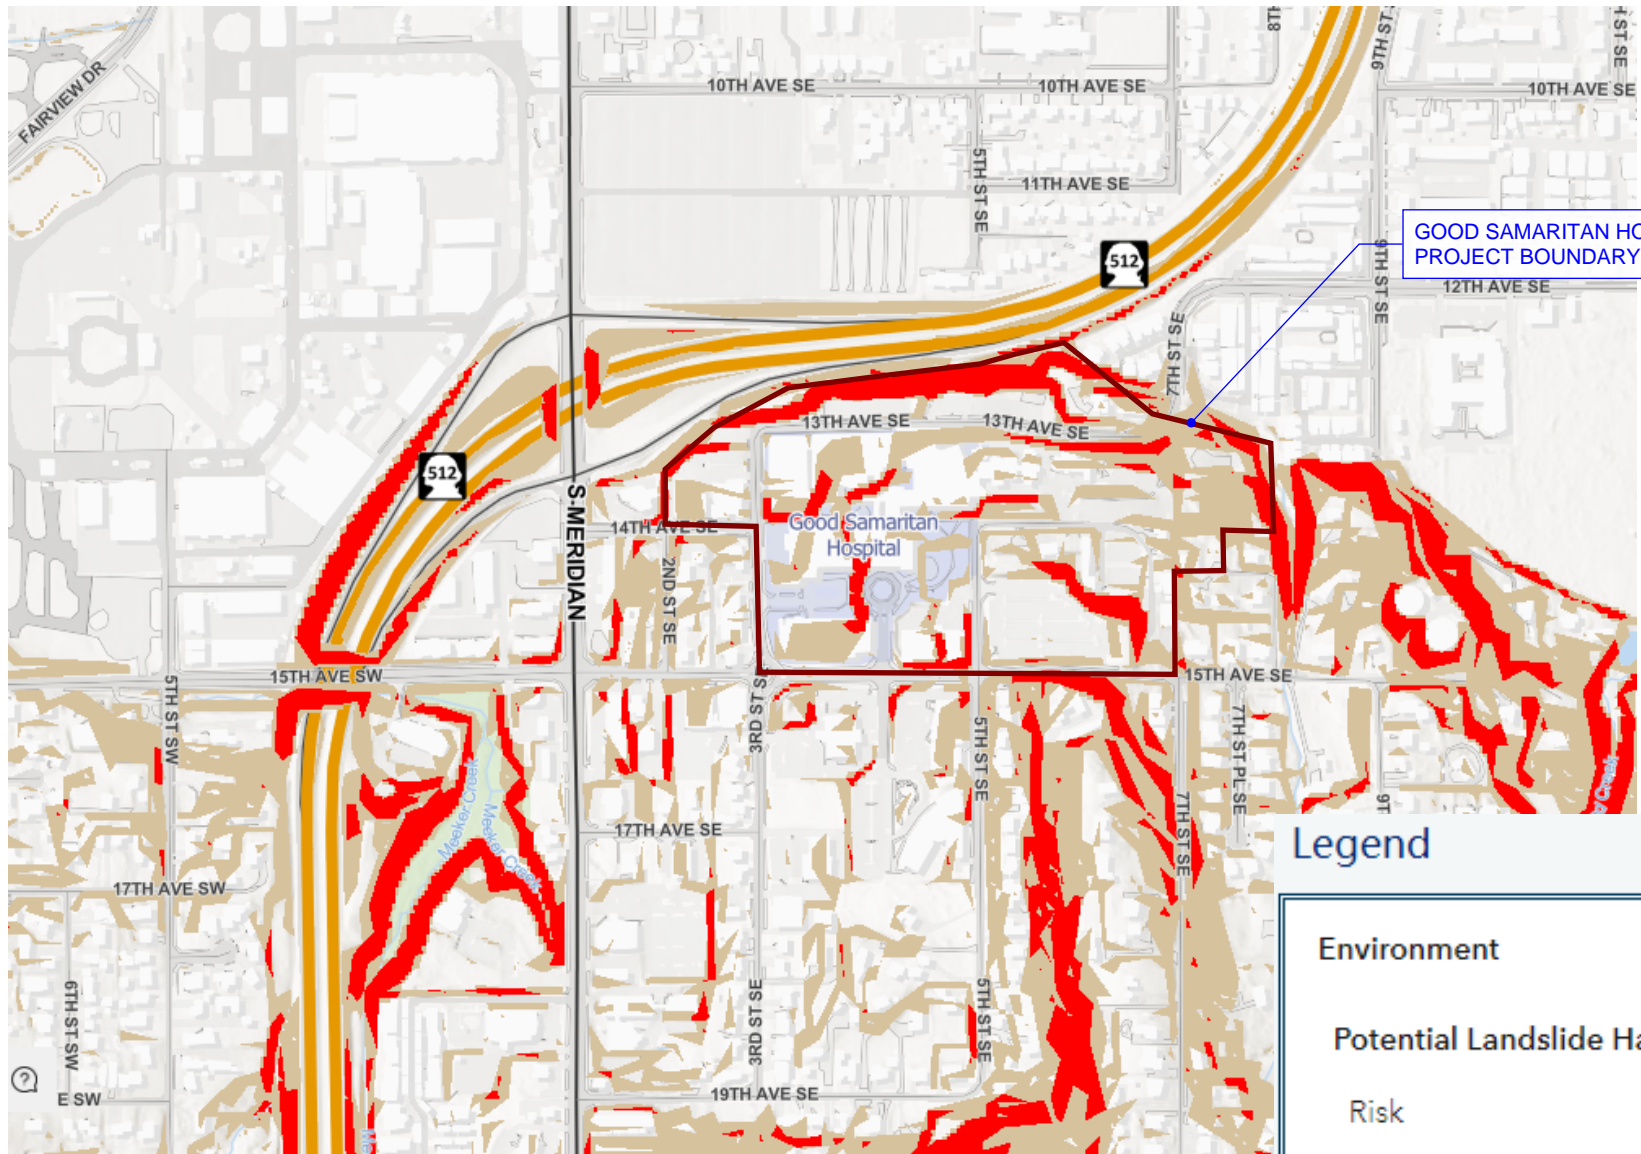 FAIRVIEW DR
10TH AVE SE
10TH AVE SE
8TH
9TH ST S
H ST SE
10TH AVE SE
5TH ST SE
11TH AVE SE
512
GOOD SAMARITAN HO
PROJECT BOUNDARY
9TH ST SE
12TH AVE SE
7TH ST SE
13TH AVE SE
13TH AVE SE
512
S MERIDIAN
14TH AVE SE
Good Samaritan
Hospital
2ND ST SE
15TH AVE SW
15TH AVE SE
5TH ST SW
3RD ST S
5TH ST SE
7TH ST PL SE
Meeker Creek
Meeker Creek
17TH AVE SE
7TH ST SE
9T
Creek
17TH AVE SW
6TH ST SW
3RD ST SE
5TH ST SE
E SW
19TH AVE SE
Me
Legend
Environment
Potential Landslide Ha
Risk